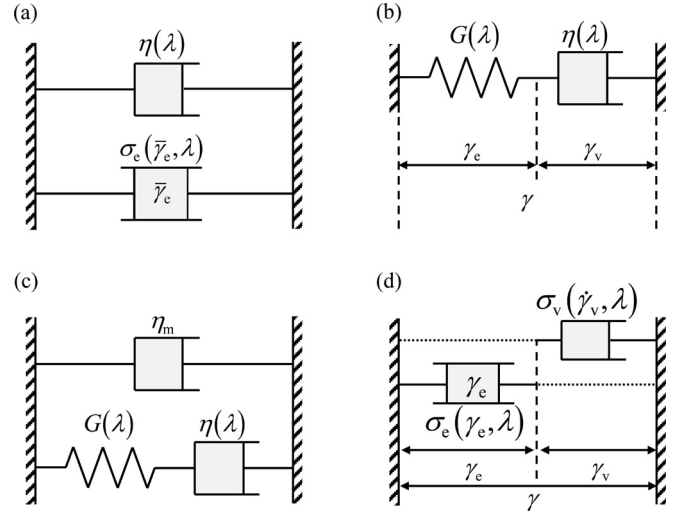 (a)
η(λ)
σₑ(γ̅ₑ, λ)
γ̅ₑ
(b)
G(λ)
η(λ)
γₑ
γᵥ
γ
(c)
ηₘ
G(λ)
η(λ)
(d)
σᵥ(γ̇ᵥ, λ)
γₑ
σₑ(γₑ, λ)
γₑ
γᵥ
γ